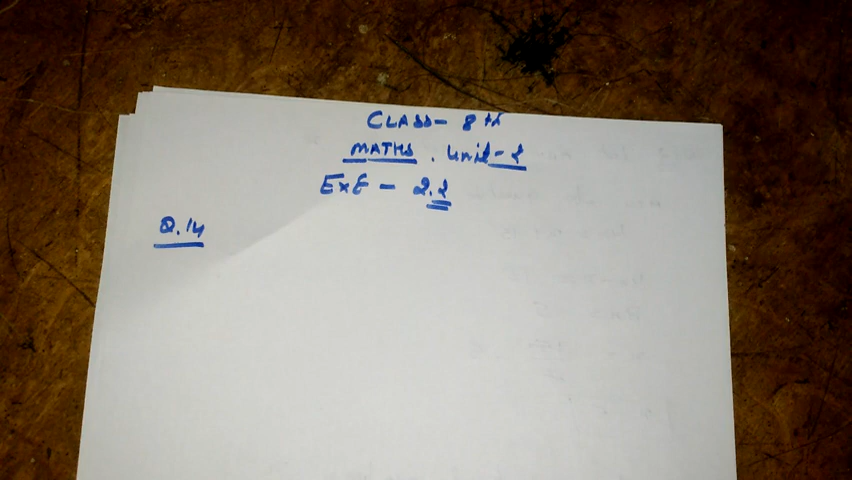 CLASS- 8th
MATHS. Unit-2
ExE - 2.2
Q.14